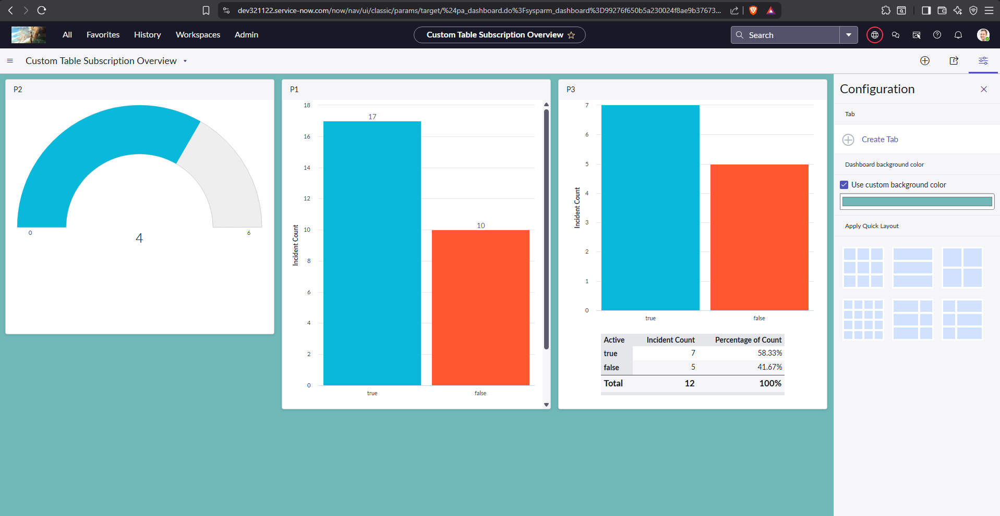 dev321122.service-now.com/now/nav/ui/classic/params/target/%24pa_dashboard.do%3Fsysparm_dashboard%3D99276f650b5a230024f8ae9b37673...
All Favorites History Workspaces Admin
Custom Table Subscription Overview
Search
Custom Table Subscription Overview
P2
0
4
6
P1
18
16
14
12
10
8
6
4
2
0
Incident Count
17
10
true
false
P3
7
6
5
4
3
2
1
0
Incident Count
true
false
Active Incident Count Percentage of Count
true 7 58.33%
false 5 41.67%
Total 12 100%
Configuration
Tab
Create Tab
Dashboard background color
Use custom background color
Apply Quick Layout